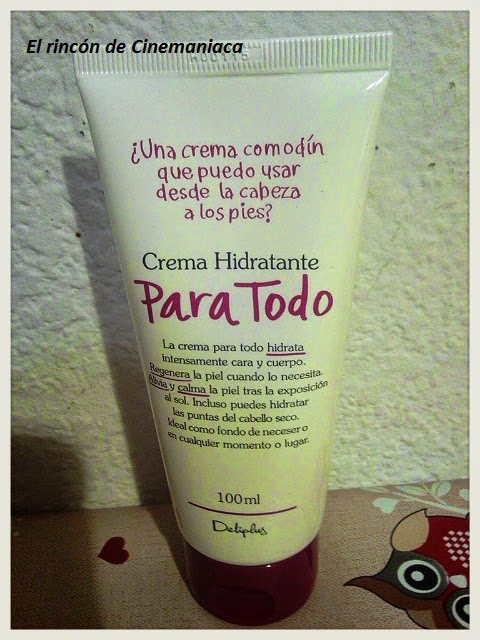 El rincón de Cinemaniaca
¿Una crema comodín
que puedo usar
desde la cabeza
a los pies?
Crema Hidratante
Para Todo
La crema para todo hidrata
intensamente cara y cuerpo.
Regenera la piel cuando lo necesita.
Alivia y calma la piel tras la exposición
al sol. Incluso puedes hidratar
las puntas del cabello seco.
Ideal como fondo de neceser o
en cualquier momento o lugar.
100ml
Deliplus